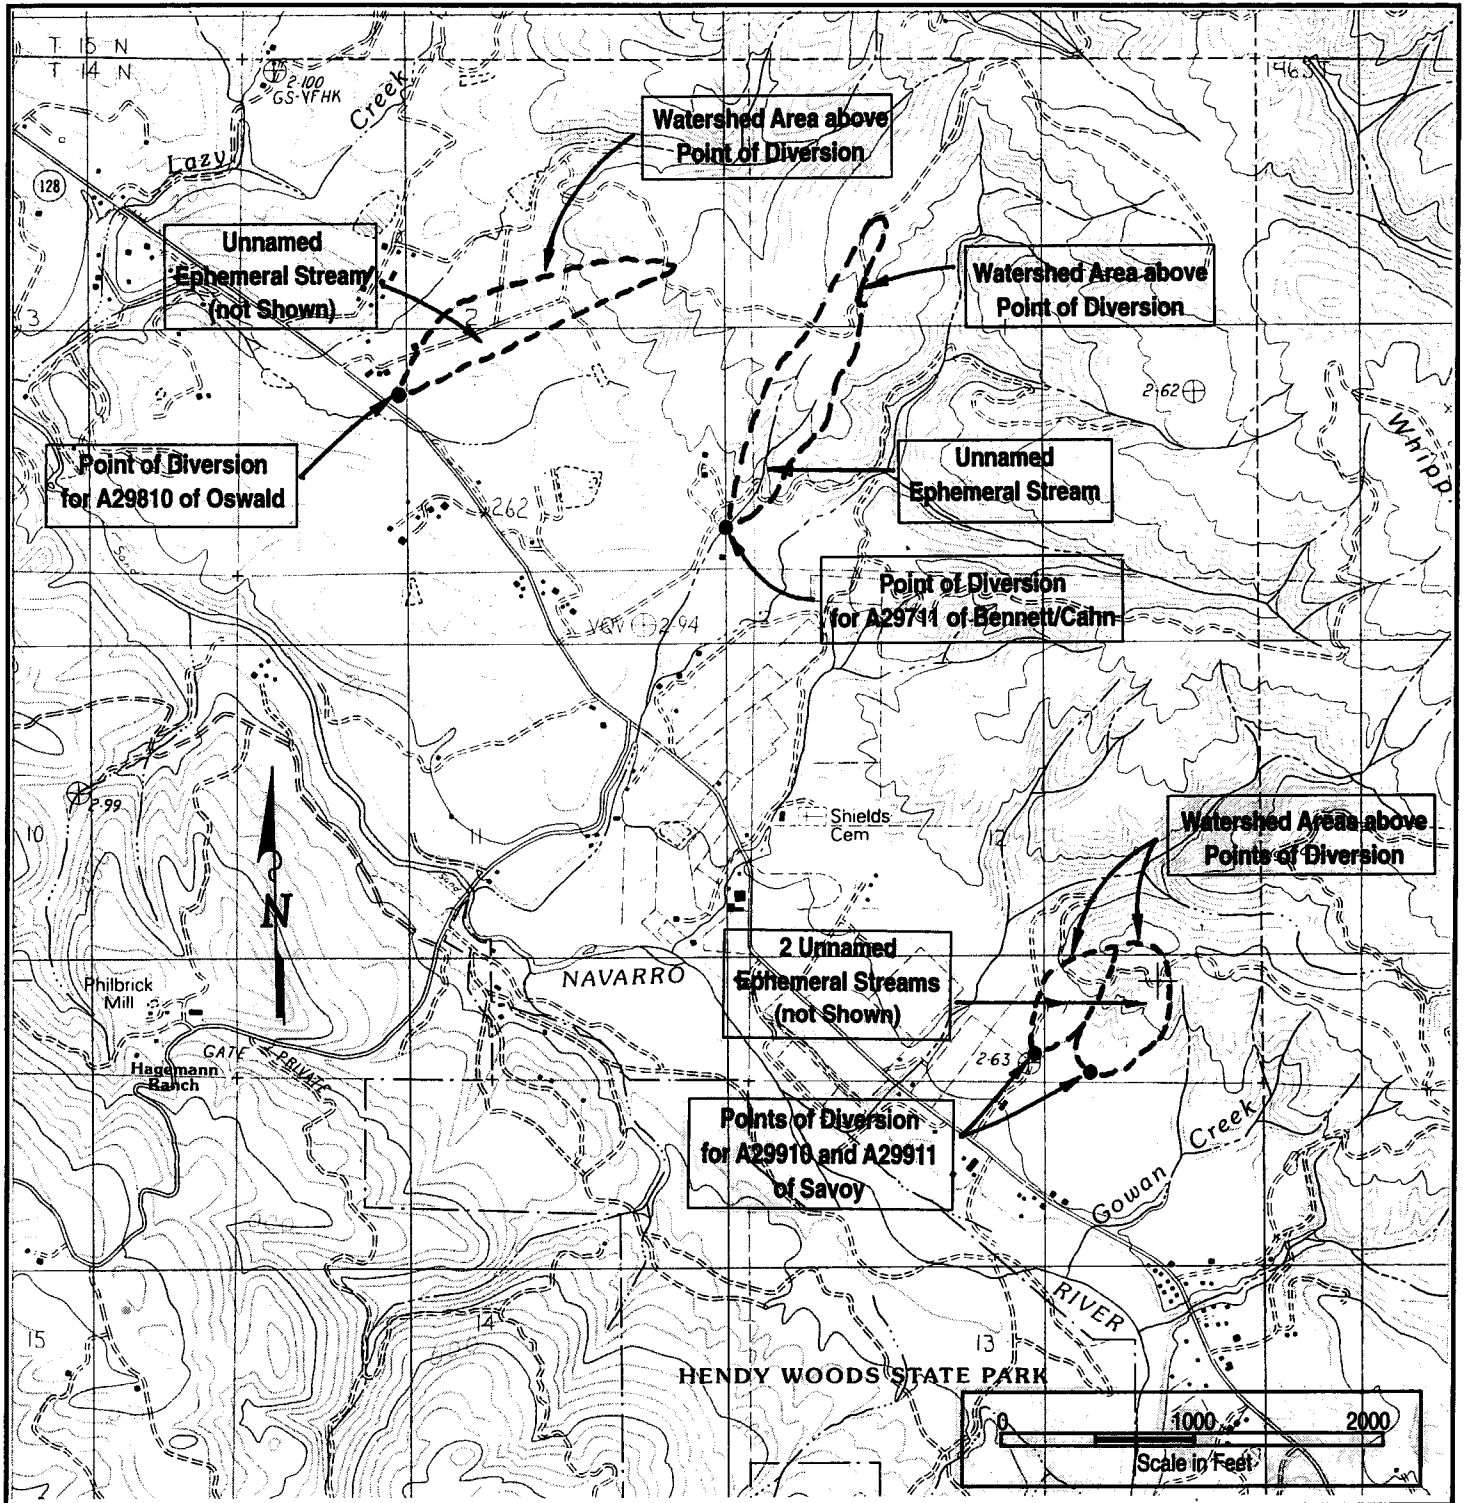 T 15 N
T 14 N
2-100
GS-YFHK
Creek
Lazy
128
Watershed Area above
Point of Diversion
Unnamed
Ephemeral Stream
(not Shown)
3
2
Watershed Area above
Point of Diversion
2-62
Whipp
Point of Diversion
for A29810 of Oswald
262
Unnamed
Ephemeral Stream
Point of Diversion
for A29711 of Bennett/Cahn
2-94
2-99
10
11
Shields
Cem
12
Watershed Areas above
Points of Diversion
N
2 Unnamed
Ephemeral Streams
(not Shown)
NAVARRO
Philbrick
Mill
GATE
PRIVATE
Hagemann
Ranch
2-63
Points of Diversion
for A29910 and A29911
of Savoy
Gowan Creek
RIVER
15
14
13
HENDY WOODS STATE PARK
0 1000 2000
Scale in Feet